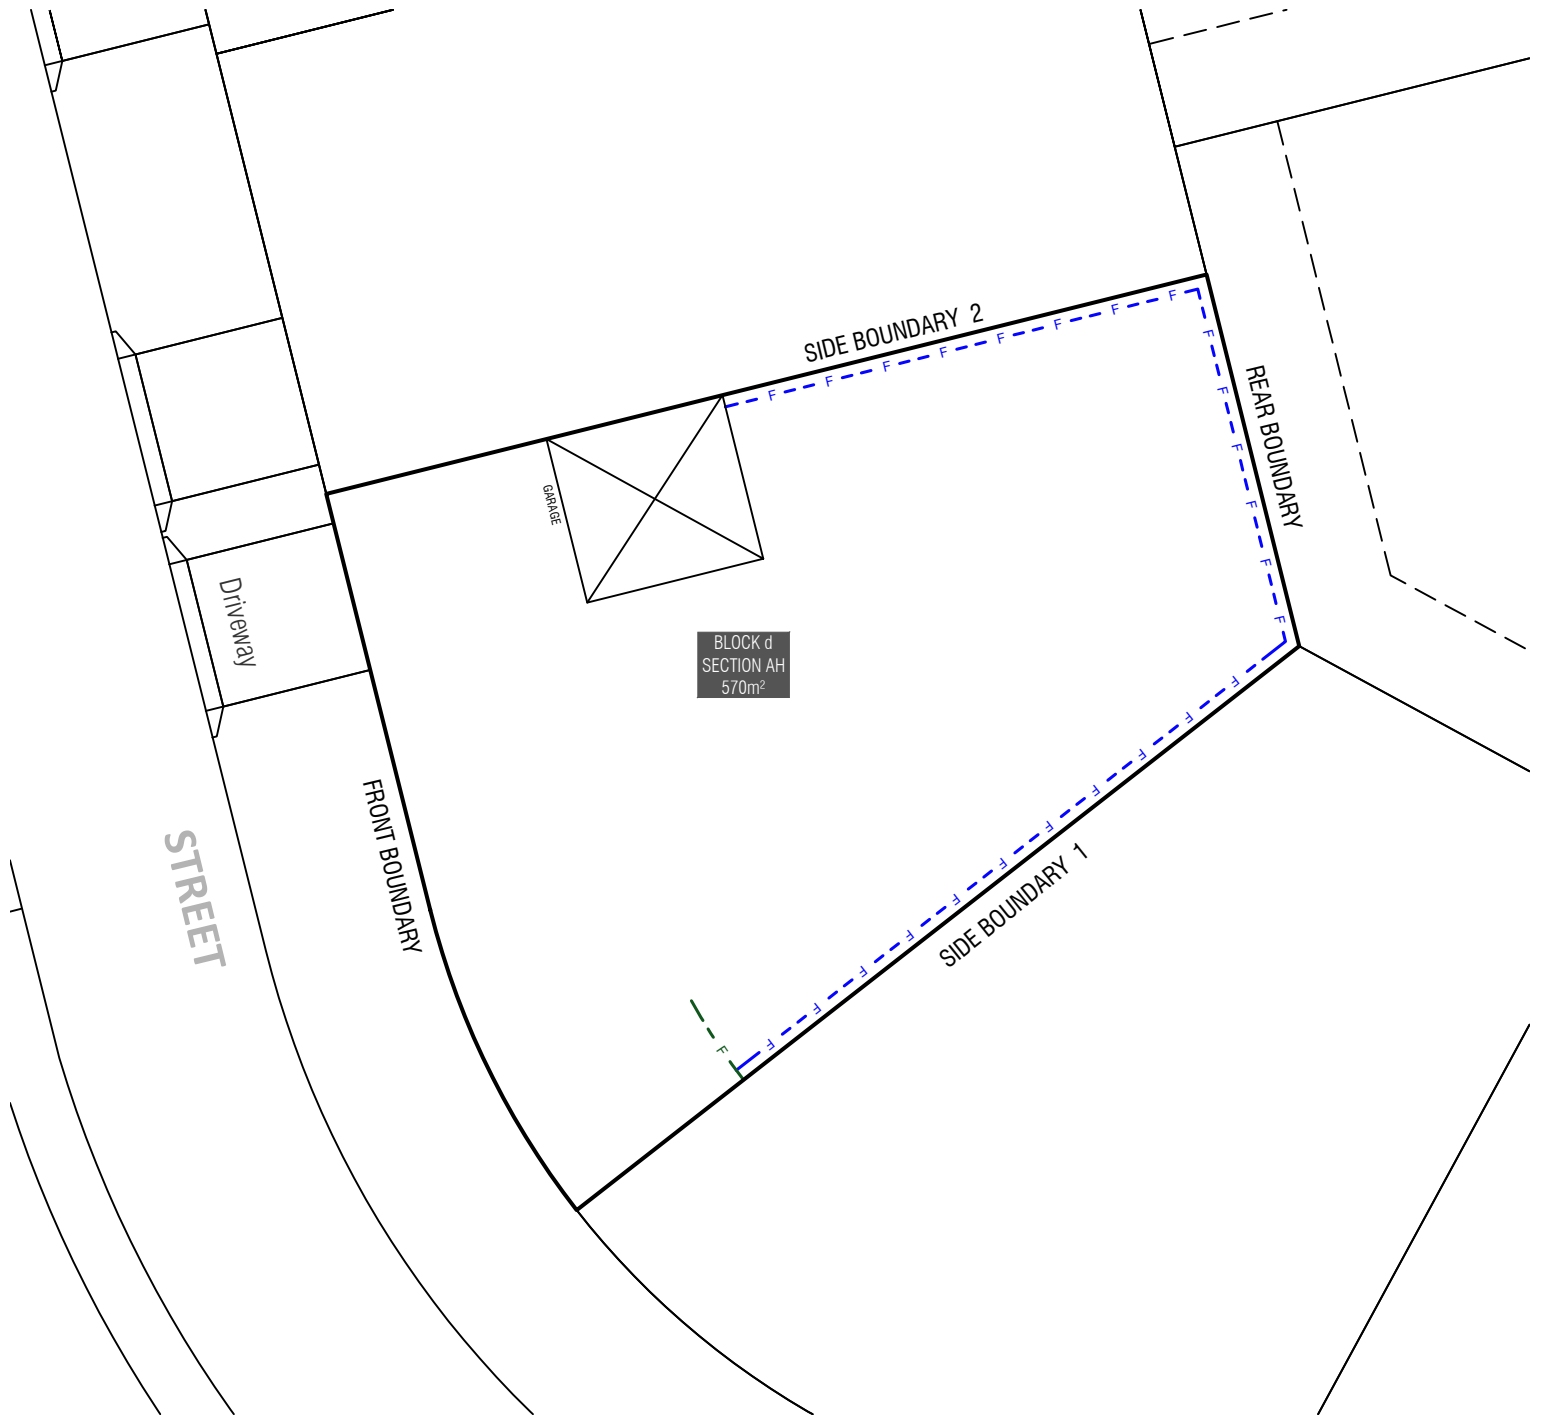 SIDE BOUNDARY 2
REAR BOUNDARY
GARAGE
Driveway
BLOCK d
SECTION AH
570m²
FRONT BOUNDARY
STREET
SIDE BOUNDARY 1
F F F F F F F F
F F F F F F
F F F F F F F F F F F
F